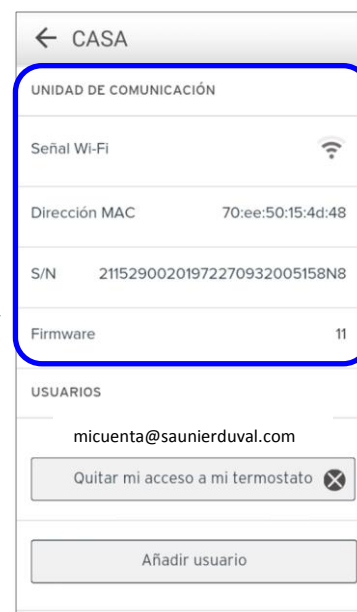 CASA
UNIDAD DE COMUNICACIÓN
Señal Wi-Fi
Dirección MAC 70:ee:50:15:4d:48
S/N 21152900201972270932005158N8
Firmware 11
USUARIOS
micuenta@saunierduval.com
Quitar mi acceso a mi termostato
Añadir usuario